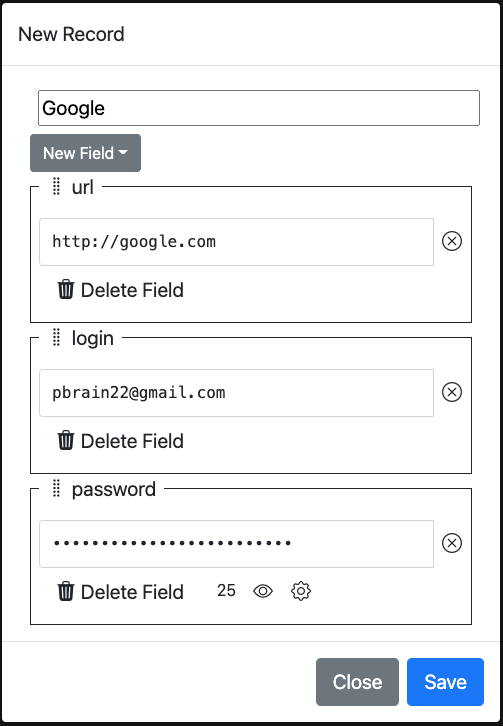 New Record
Google
New Field
url
http://google.com
Delete Field
login
pbrain22@gmail.com
Delete Field
password
•••••••••••••••••••••••••
Delete Field 25
Close Save